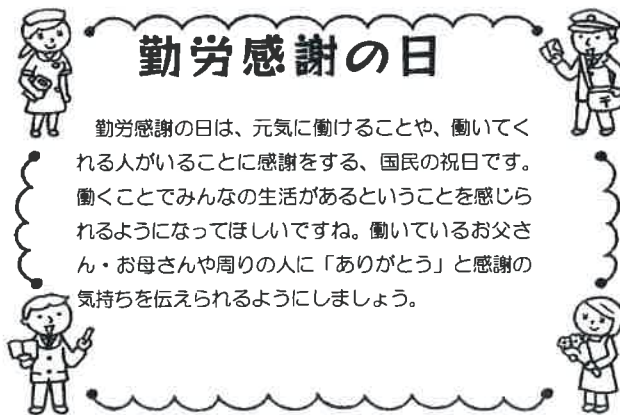 勤労感謝の日
勤労感謝の日は、元気に働けることや、働いてく
れる人がいることに感謝をする、国民の祝日です。
働くことでみんなの生活があるということを感じら
れるようになってほしいですね。働いているお父さ
ん・お母さんや周りの人に「ありがとう」と感謝の
気持ちを伝えられるようにしましょう。